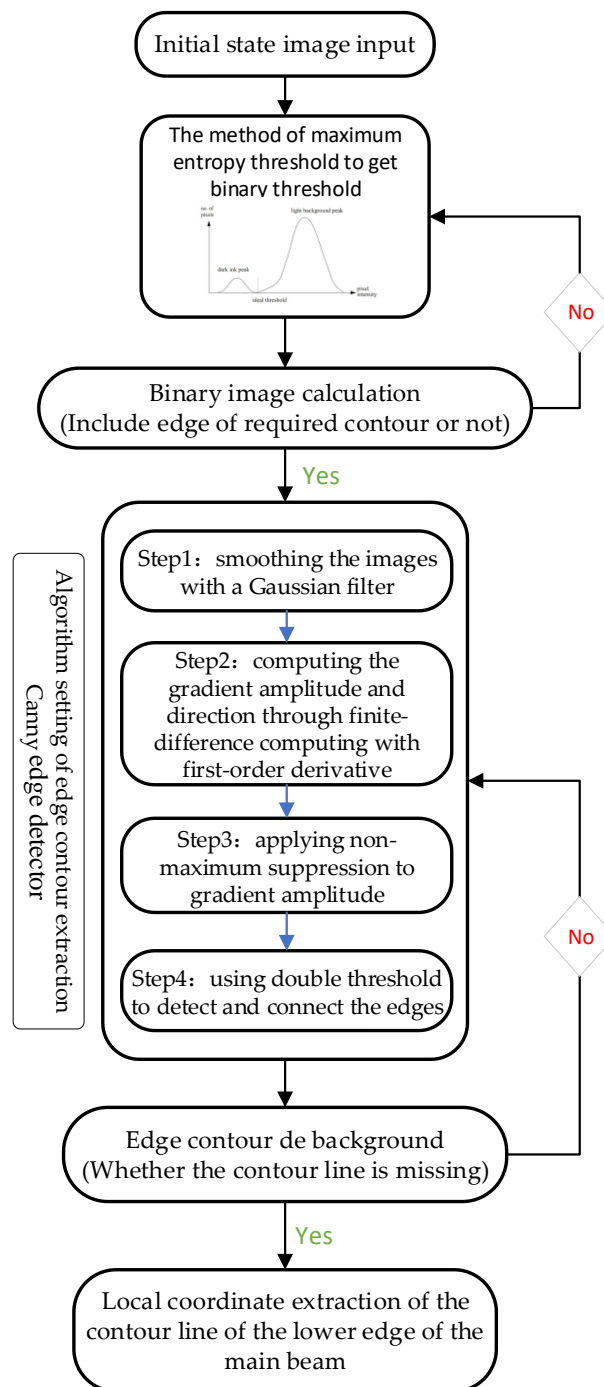 Initial state image input
The method of maximum
entropy threshold to get
binary threshold
no. of
pixels
light background peak
dark ink peak
pixel
intensity
ideal threshold
No
Binary image calculation
(Include edge of required contour or not)
Yes
Algorithm setting of edge contour extraction
Canny edge detector
Step1：smoothing the images
with a Gaussian filter
Step2：computing the
gradient amplitude and
direction through finite-
difference computing with
first-order derivative
Step3：applying non-
maximum suppression to
gradient amplitude
Step4：using double threshold
to detect and connect the edges
No
Edge contour de background
(Whether the contour line is missing)
Yes
Local coordinate extraction of the
contour line of the lower edge of the
main beam